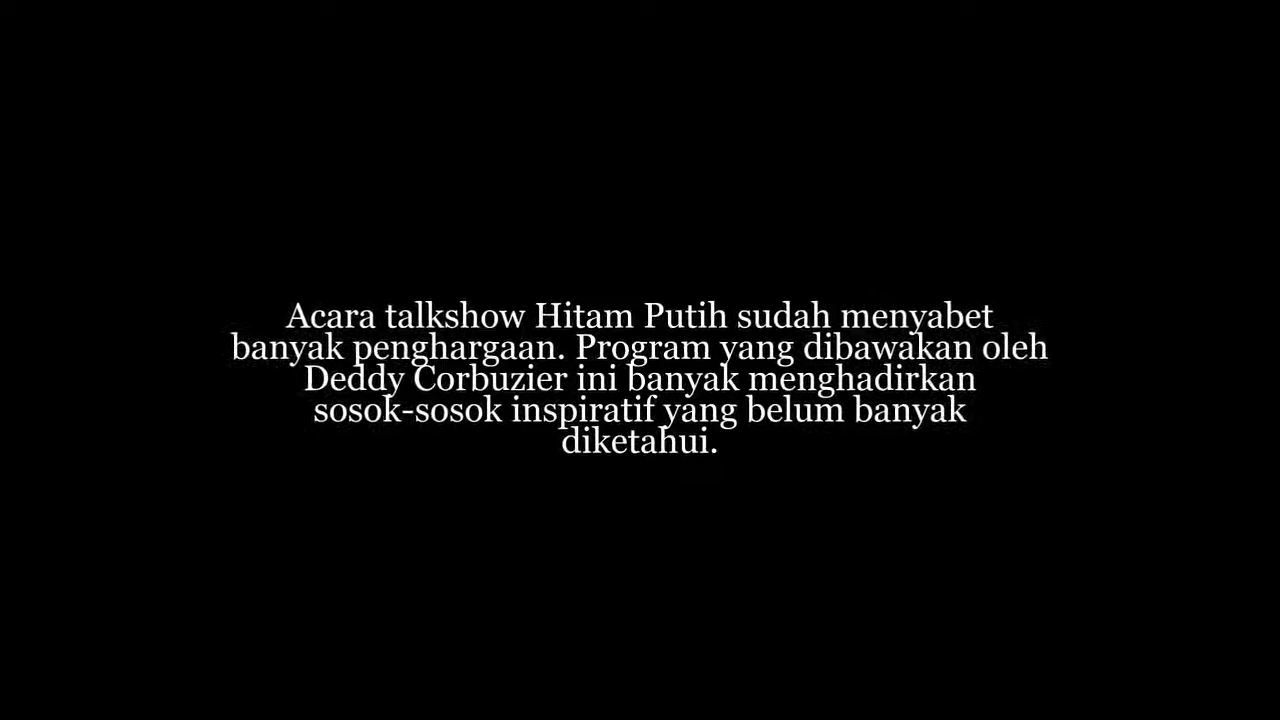 Acara talkshow Hitam Putih sudah menyabet
banyak penghargaan. Program yang dibawakan oleh
Deddy Corbuzier ini banyak menghadirkan
sosok-sosok inspiratif yang belum banyak
diketahui.